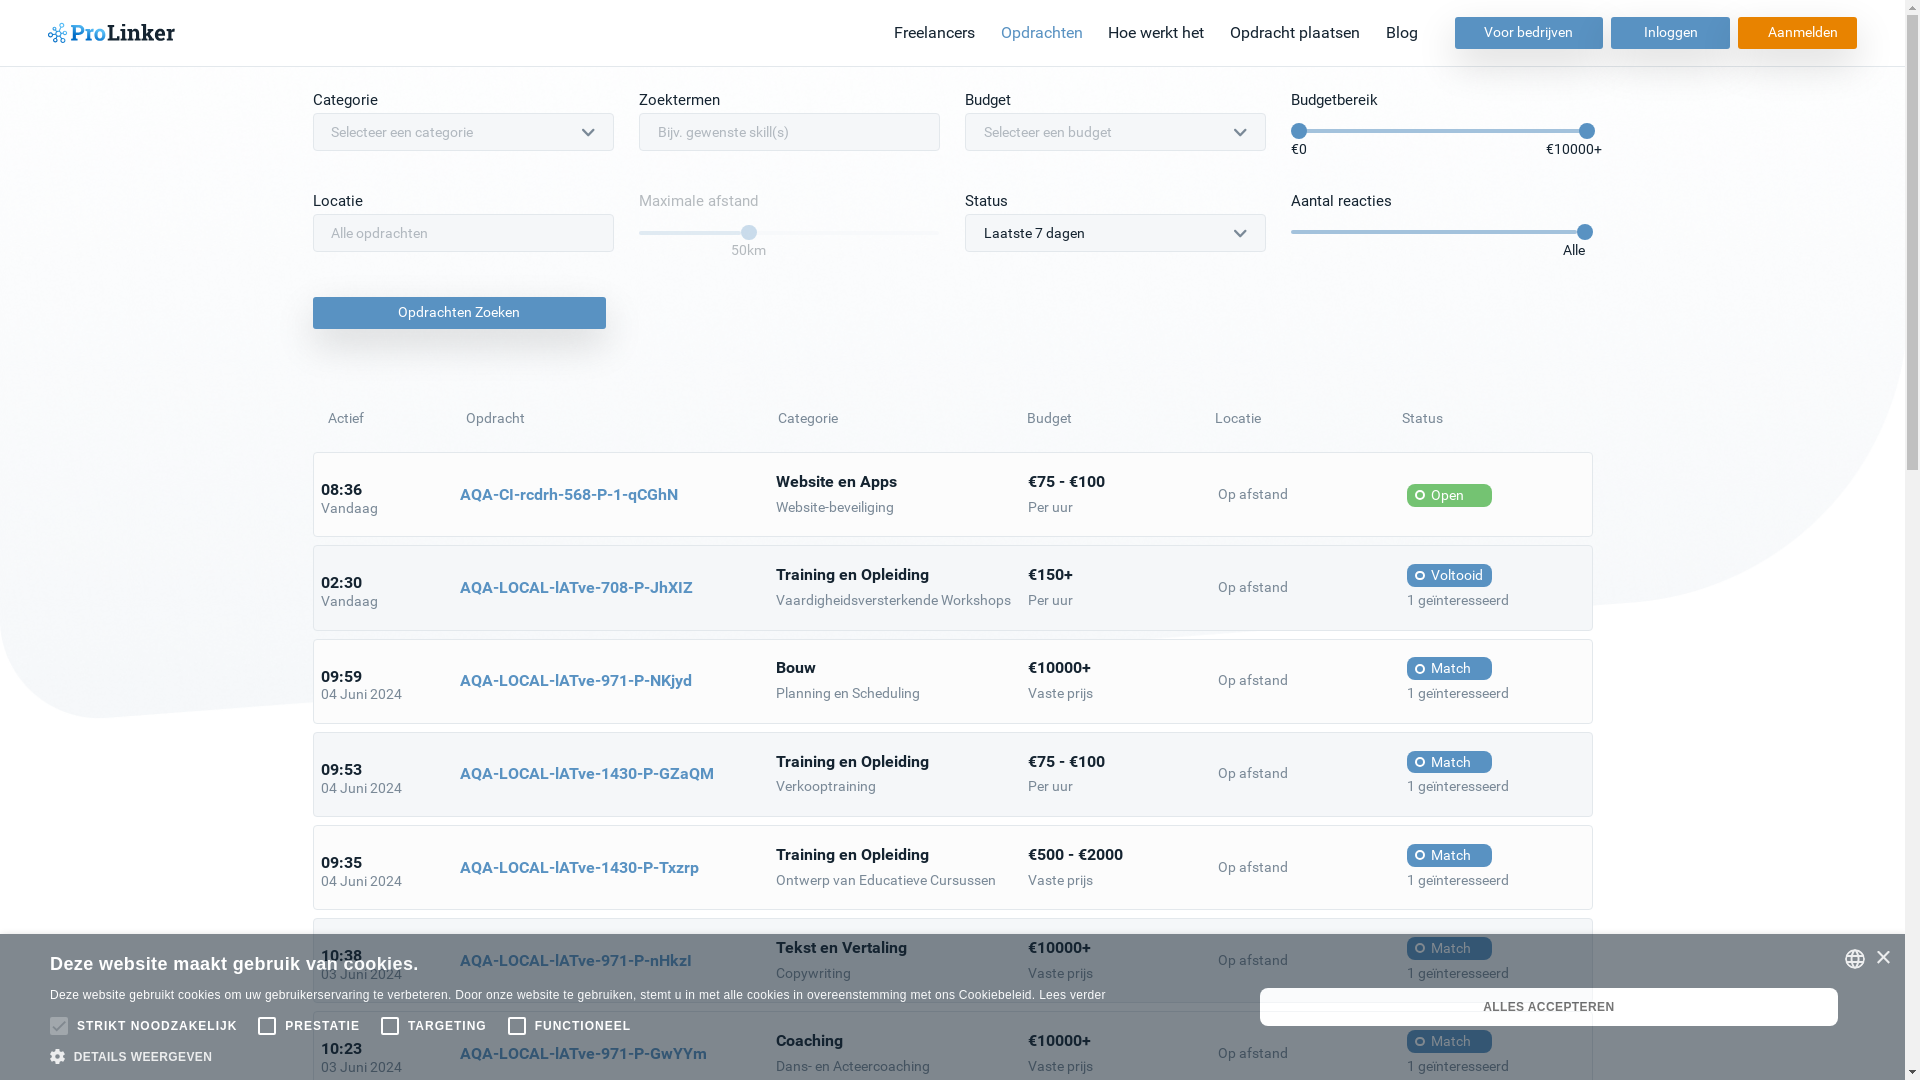 ProLinker
Freelancers
Opdrachten
Hoe werkt het
Opdracht plaatsen
Blog
Voor bedrijven
Inloggen
Aanmelden
Categorie
Zoektermen
Budget
Budgetbereik
Selecteer een categorie
Bijv. gewenste skill(s)
Selecteer een budget
€0
€10000+
Locatie
Maximale afstand
Status
Aantal reacties
Alle opdrachten
50km
Laatste 7 dagen
Alle
Opdrachten Zoeken
Actief
Opdracht
Categorie
Budget
Locatie
Status
08:36
Vandaag
AQA-CI-rcdrh-568-P-1-qCGhN
Website en Apps
Website-beveiliging
€75 - €100
Per uur
Op afstand
Open
02:30
Vandaag
AQA-LOCAL-lATve-708-P-JhXIZ
Training en Opleiding
Vaardigheidsversterkende Workshops
€150+
Per uur
Op afstand
Voltooid
1 geïnteresseerd
09:59
04 Juni 2024
AQA-LOCAL-lATve-971-P-NKjyd
Bouw
Planning en Scheduling
€10000+
Vaste prijs
Op afstand
Match
1 geïnteresseerd
09:53
04 Juni 2024
AQA-LOCAL-lATve-1430-P-GZaQM
Training en Opleiding
Verkooptraining
€75 - €100
Per uur
Op afstand
Match
1 geïnteresseerd
09:35
04 Juni 2024
AQA-LOCAL-lATve-1430-P-Txzrp
Training en Opleiding
Ontwerp van Educatieve Cursussen
€500 - €2000
Vaste prijs
Op afstand
Match
1 geïnteresseerd
10:38
03 Juni 2024
AQA-LOCAL-lATve-971-P-nHkzI
Tekst en Vertaling
Copywriting
€10000+
Vaste prijs
Op afstand
Match
1 geïnteresseerd
10:23
03 Juni 2024
AQA-LOCAL-lATve-971-P-GwYYm
Coaching
Dans- en Acteercoaching
€10000+
Vaste prijs
Op afstand
Match
1 geïnteresseerd
Deze website maakt gebruik van cookies.
Deze website gebruikt cookies om uw gebruikerservaring te verbeteren. Door onze website te gebruiken, stemt u in met alle cookies in overeenstemming met ons Cookiebeleid. Lees verder
STRIKT NOODZAKELIJK
PRESTATIE
TARGETING
FUNCTIONEEL
DETAILS WEERGEVEN
ALLES ACCEPTEREN
×